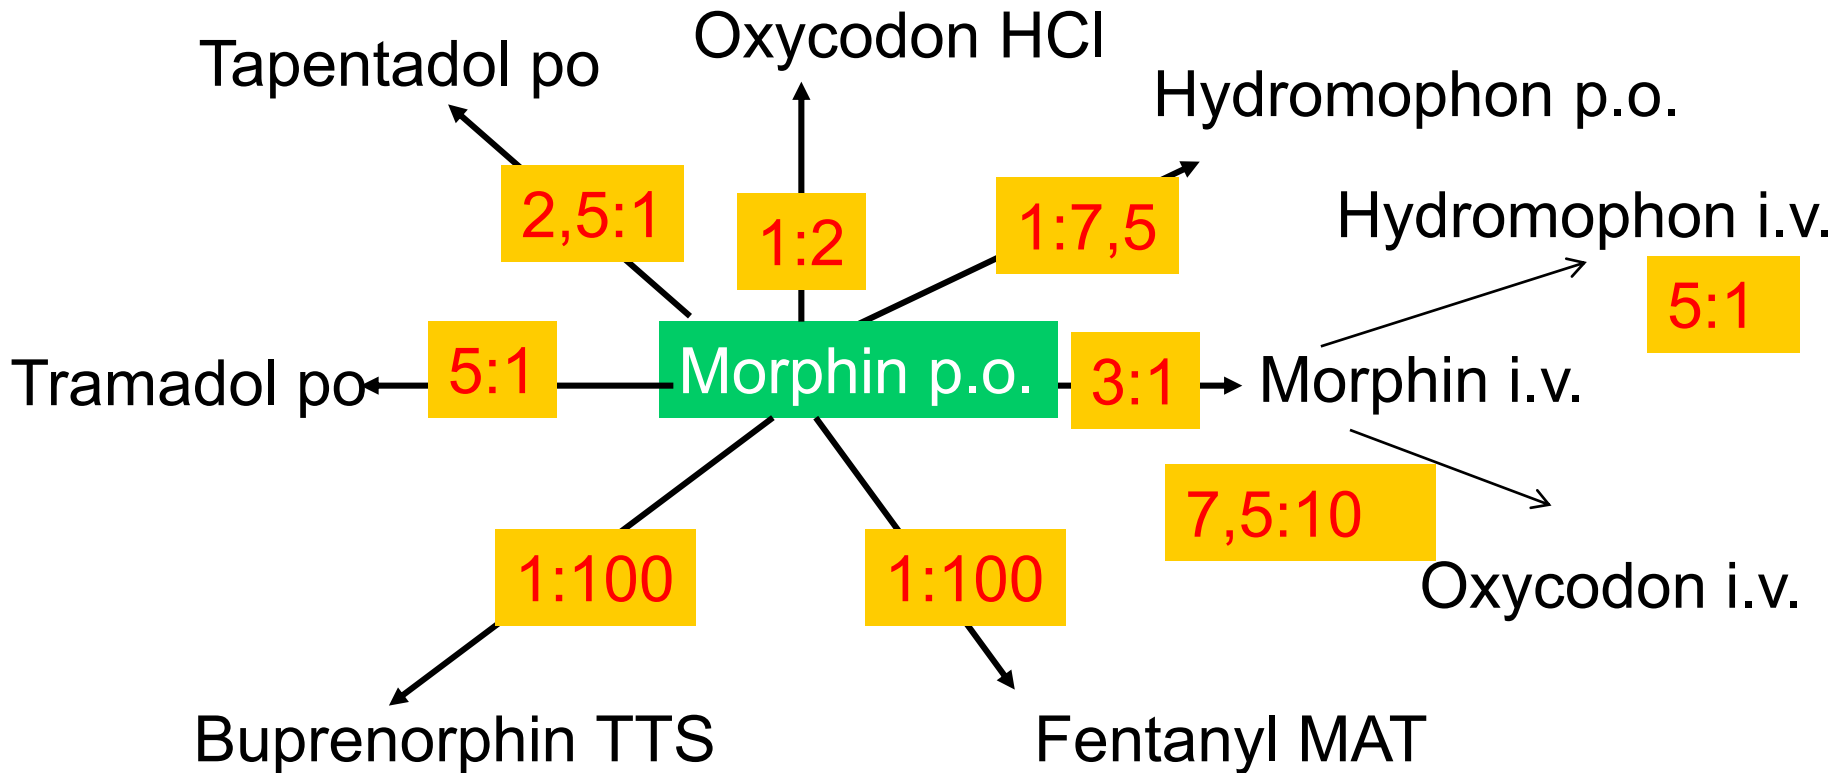 Oxycodon HCl
Tapentadol po
Hydromophon p.o.
2,5:1
1:2
1:7,5
Hydromophon i.v.
5:1
Tramadol po
5:1
Morphin p.o.
3:1
Morphin i.v.
7,5:10
1:100
1:100
Oxycodon i.v.
Buprenorphin TTS
Fentanyl MAT